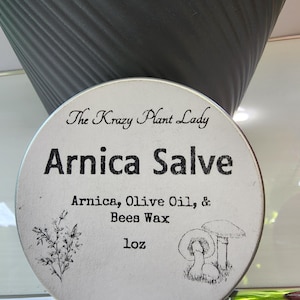 The Krazy Plant Lady
Arnica Salve
Arnica, Olive Oil, &
Bees Wax
1oz